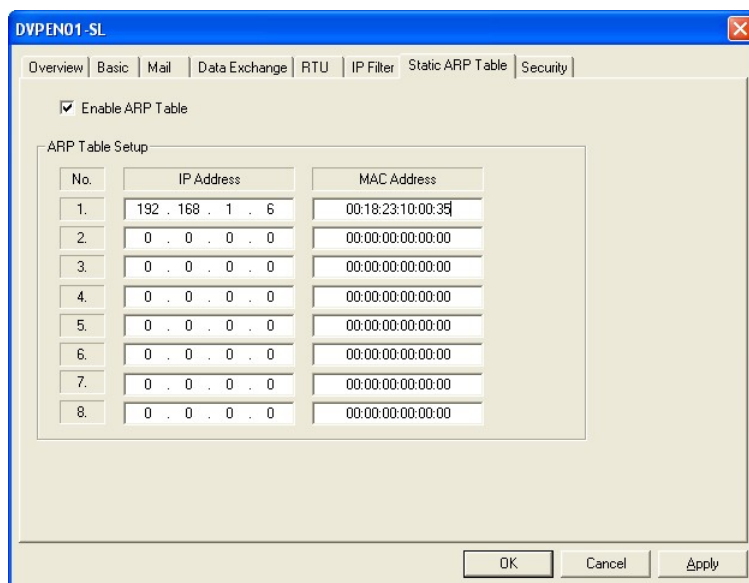 DVPEN01-SL
Overview Basic Mail Data Exchange RTU IP Filter Static ARP Table Security
Enable ARP Table
ARP Table Setup
No. IP Address MAC Address
1. 192 . 168 . 1 . 6 00:18:23:10:00:35
2. 0 . 0 . 0 . 0 00:00:00:00:00:00
3. 0 . 0 . 0 . 0 00:00:00:00:00:00
4. 0 . 0 . 0 . 0 00:00:00:00:00:00
5. 0 . 0 . 0 . 0 00:00:00:00:00:00
6. 0 . 0 . 0 . 0 00:00:00:00:00:00
7. 0 . 0 . 0 . 0 00:00:00:00:00:00
8. 0 . 0 . 0 . 0 00:00:00:00:00:00
OK Cancel Apply